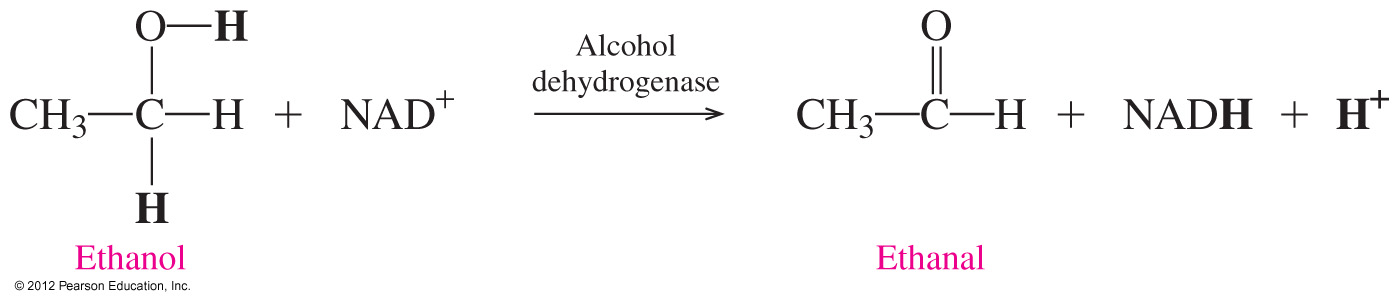 O—H
Alcohol
dehydrogenase
O
CH₃—C—H + NAD⁺
CH₃—C—H + NADH + H⁺
H
Ethanol
Ethanal
© 2012 Pearson Education, Inc.